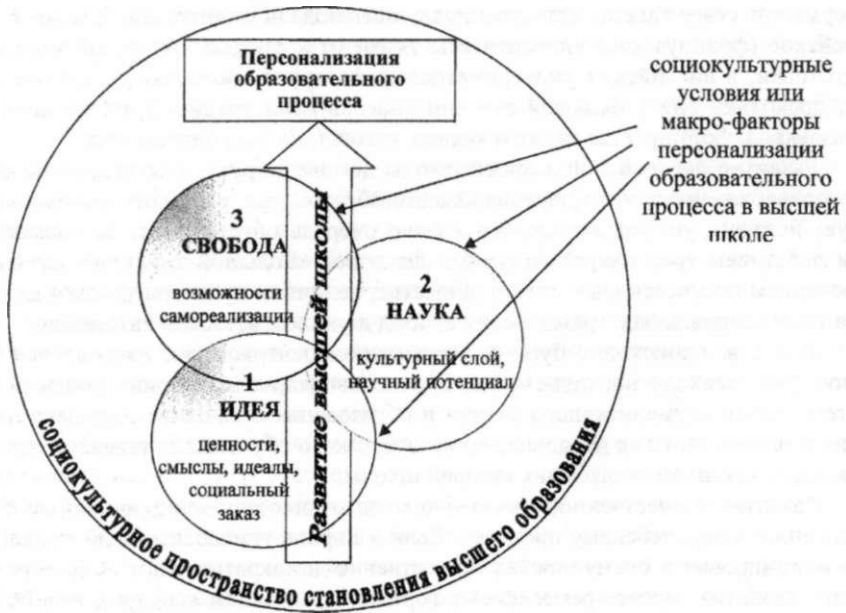 Персонализация
образовательного
процесса
социокультурные
условия или
макро-факторы
персонализации
образовательного
процесса в высшей
школе
3
СВОБОДА
возможности
самореализации
2
НАУКА
культурный слой,
научный потенциал
1
ИДЕЯ
ценности,
смыслы, идеалы,
социальный
заказ
Развитие высшей школы
социокультурное пространство становления высшего образования